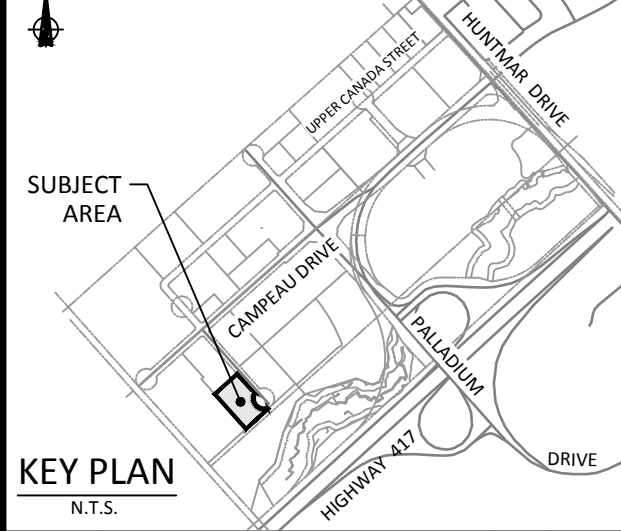 HUNTMAR DRIVE
UPPER CANADA STREET
SUBJECT
AREA
CAMPEAU DRIVE
PALLADIUM
DRIVE
HIGHWAY 417
KEY PLAN
N.T.S.